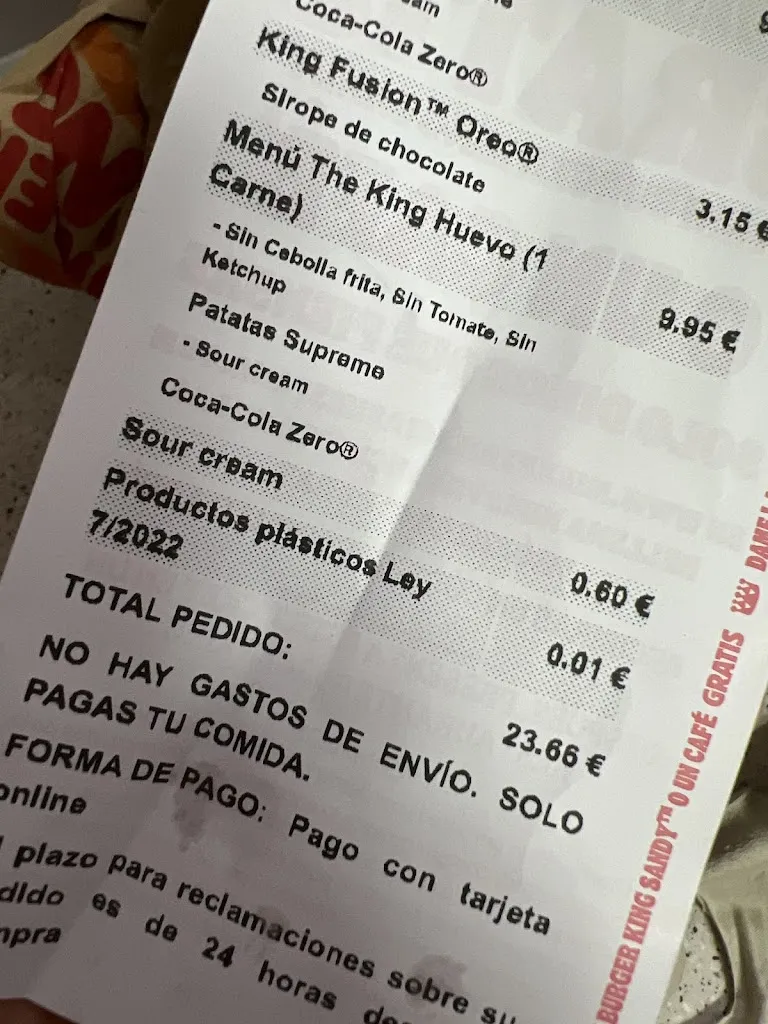 Coca-Cola Zero®
King Fusion™ Oreo®
3.15 €
Sirope de chocolate
Menú The King Huevo (1
Carne)
9.95 €
- Sin Cebolla frita, Sin Tomate, Sin
Ketchup
Patatas Supreme
- Sour cream
Coca-Cola Zero®
Sour cream
0.60 €
Productos plásticos Ley
7/2022
0.01 €
TOTAL PEDIDO:
23.66 €
NO HAY GASTOS DE ENVÍO. SOLO
PAGAS TU COMIDA.
FORMA DE PAGO: Pago con tarjeta
online
plazo para reclamaciones sobre su
es de 24 horas
BURGER KING SANDY™ O UN CAFÉ GRATIS